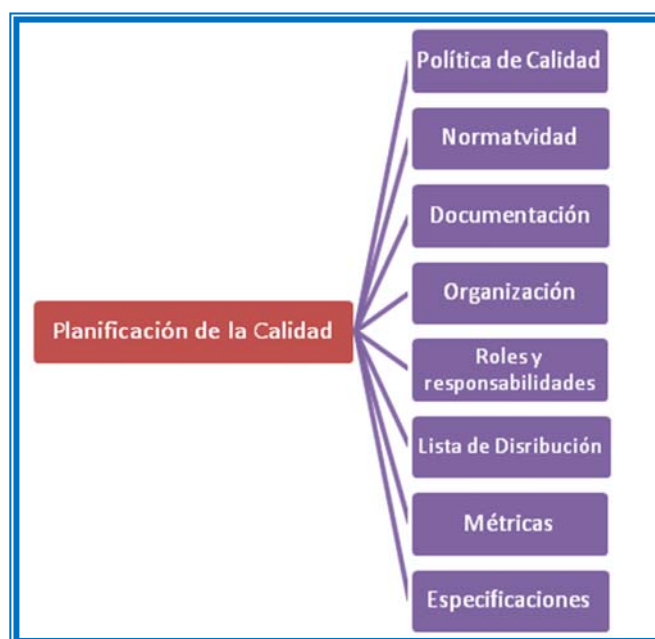 Política de Calidad
Normatvidad
Documentación
Organización
Planificación de la Calidad
Roles y
responsabilidades
Lista de Disribución
Métricas
Especificaciones